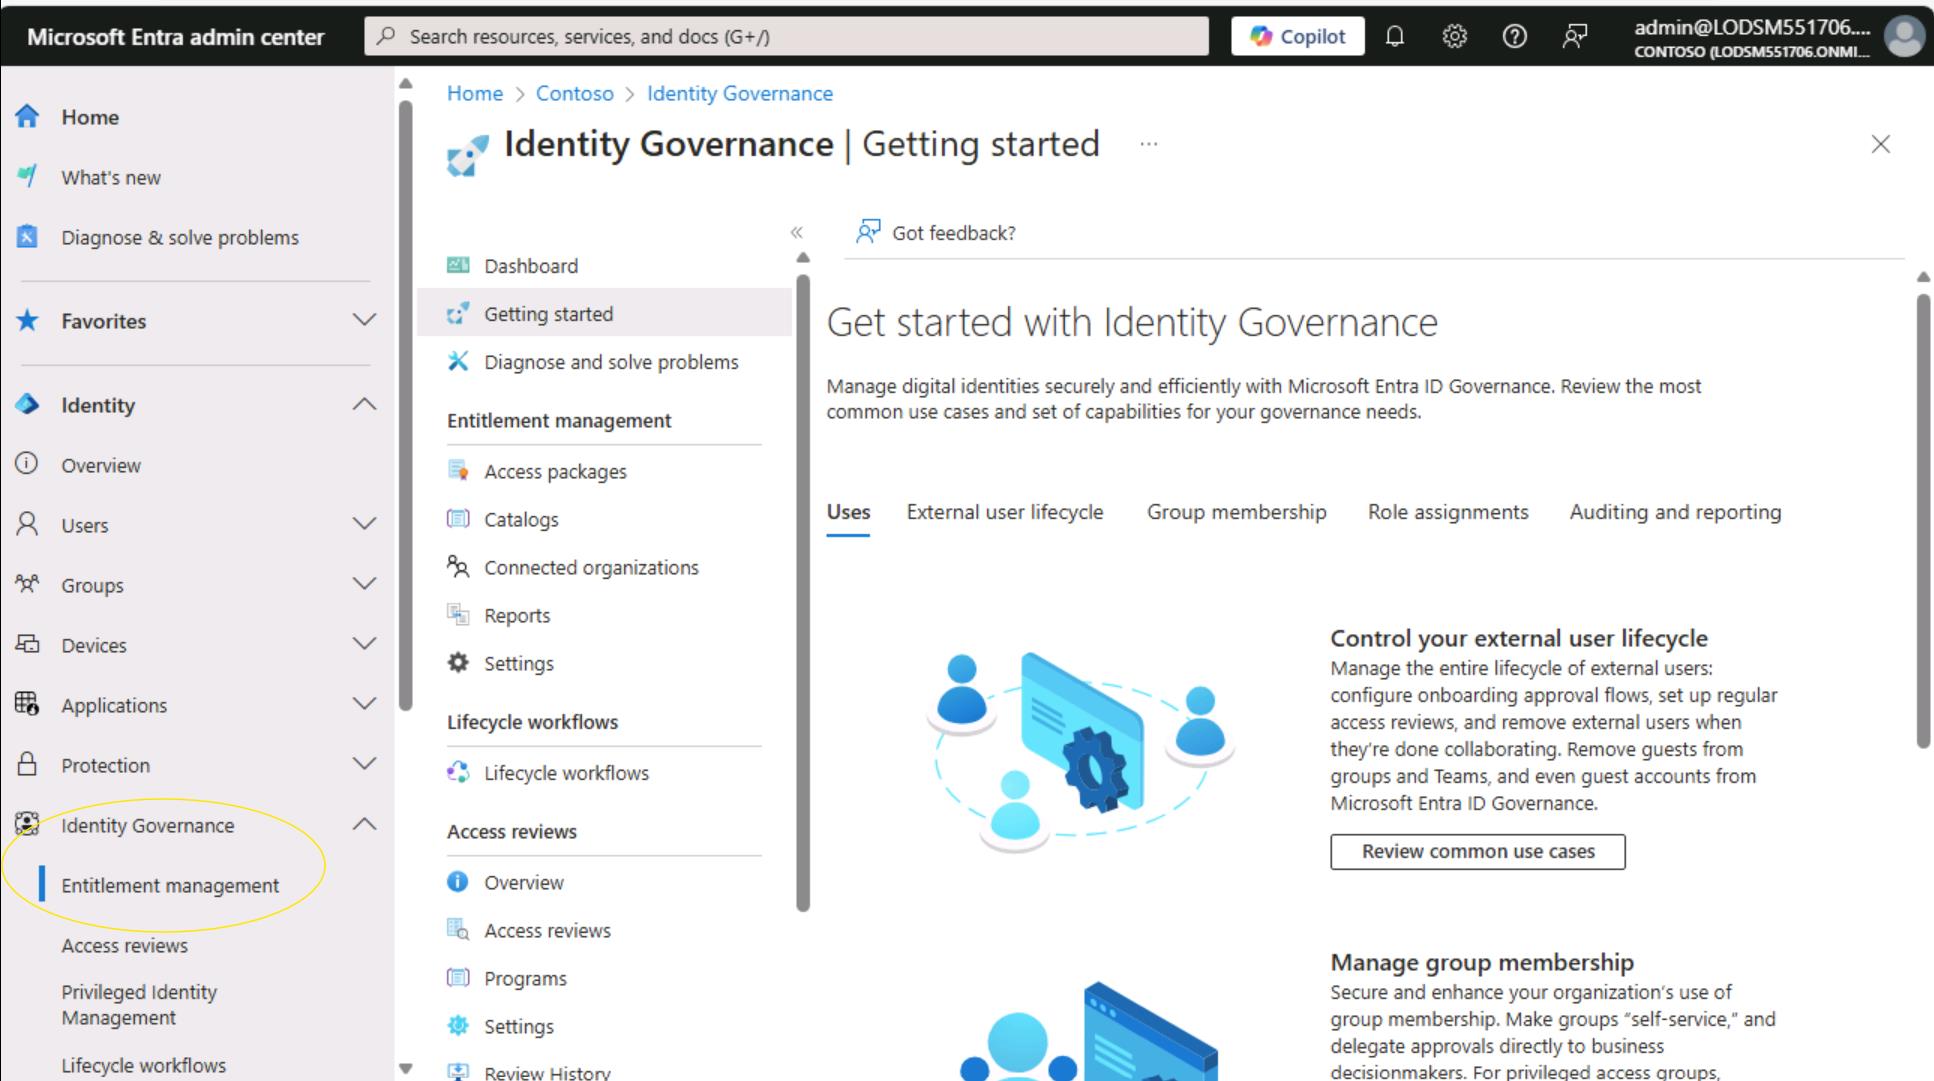 Microsoft Entra admin center
Search resources, services, and docs (G+/)
Copilot
admin@LODSM551706....
CONTOSO (LODSM551706.ONMI...
Home
What's new
Diagnose & solve problems
Favorites
Identity
Overview
Users
Groups
Devices
Applications
Protection
Identity Governance
Entitlement management
Access reviews
Privileged Identity
Management
Lifecycle workflows
Home > Contoso > Identity Governance
Identity Governance | Getting started
...
Dashboard
Getting started
Diagnose and solve problems
Entitlement management
Access packages
Catalogs
Connected organizations
Reports
Settings
Lifecycle workflows
Lifecycle workflows
Access reviews
Overview
Access reviews
Programs
Settings
Review History
Got feedback?
Get started with Identity Governance
Manage digital identities securely and efficiently with Microsoft Entra ID Governance. Review the most
common use cases and set of capabilities for your governance needs.
Uses External user lifecycle Group membership Role assignments Auditing and reporting
Control your external user lifecycle
Manage the entire lifecycle of external users:
configure onboarding approval flows, set up regular
access reviews, and remove external users when
they're done collaborating. Remove guests from
groups and Teams, and even guest accounts from
Microsoft Entra ID Governance.
Review common use cases
Manage group membership
Secure and enhance your organization's use of
group membership. Make groups “self-service,” and
delegate approvals directly to business
decisionmakers. For privileged access groups,